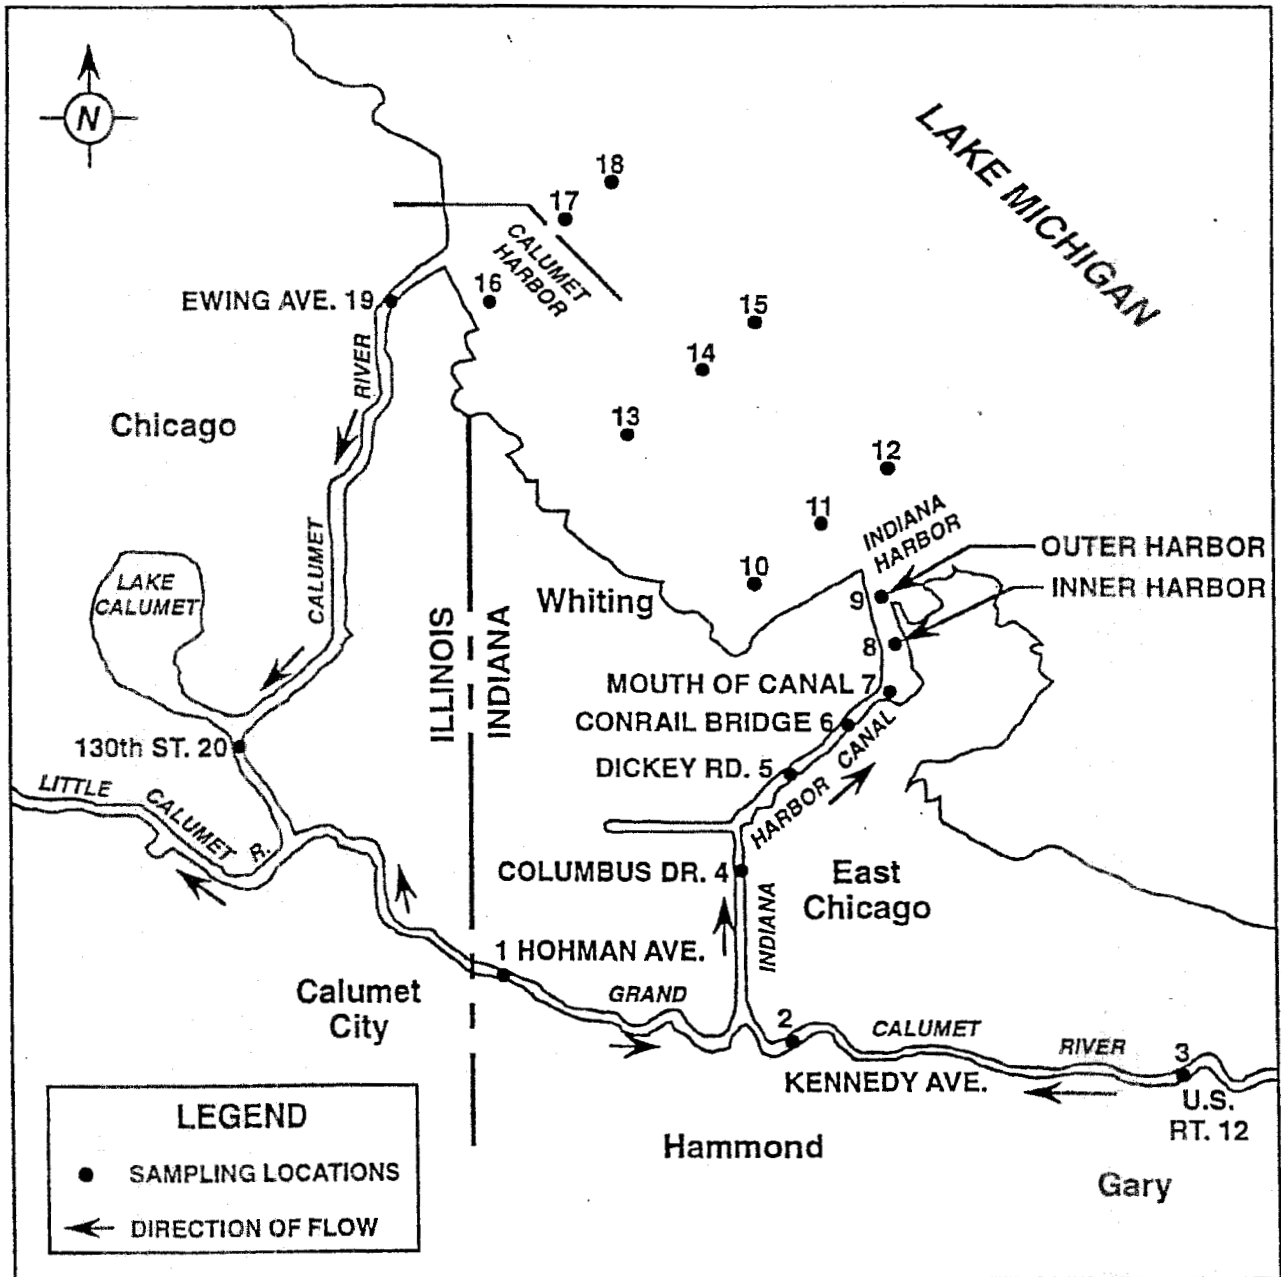 N
LAKE MICHIGAN
18
17
CALUMET
HARBOR
16
EWING AVE. 19
15
RIVER
14
Chicago
13
12
11
INDIANA
HARBOR
OUTER HARBOR
CALUMET
10
INNER HARBOR
LAKE
CALUMET
Whiting
9
ILLINOIS
INDIANA
8
MOUTH OF CANAL 7
CONRAIL BRIDGE 6
130th ST. 20
DICKEY RD. 5
HARBOR CANAL
LITTLE CALUMET R.
COLUMBUS DR. 4
East
Chicago
INDIANA
1 HOHMAN AVE.
Calumet
City
GRAND CALUMET RIVER
2
KENNEDY AVE.
3
U.S.
RT. 12
Hammond
Gary
LEGEND
SAMPLING LOCATIONS
DIRECTION OF FLOW